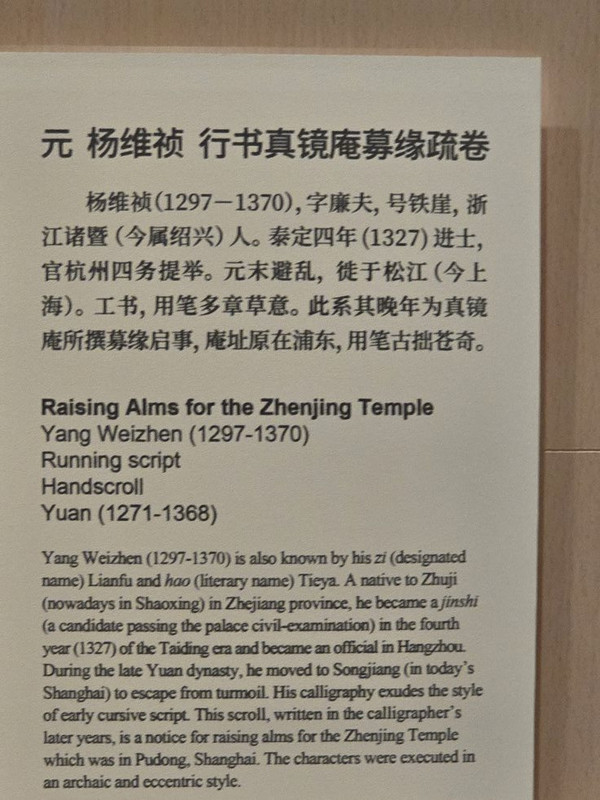 元 杨维祯 行书真镜庵募缘疏卷
杨维祯(1297－1370),字廉夫,号铁崖,浙
江诸暨(今属绍兴)人。泰定四年(1327)进士,
官杭州四务提举。元末避乱,徙于松江(今上
海)。工书,用笔多章草意。此系其晚年为真镜
庵所撰募缘启事,庵址原在浦东,用笔古拙苍奇。
Raising Alms for the Zhenjing Temple
Yang Weizhen (1297-1370)
Running script
Handscroll
Yuan (1271-1368)
Yang Weizhen (1297-1370) is also known by his zi (designated
name) Lianfu and hao (literary name) Tieya. A native to Zhuji
(nowadays in Shaoxing) in Zhejiang province, he became a jinshi
(a candidate passing the palace civil-examination) in the fourth
year (1327) of the Taiding era and became an official in Hangzhou.
During the late Yuan dynasty, he moved to Songjiang (in today's
Shanghai) to escape from turmoil. His calligraphy exudes the style
of early cursive script. This scroll, written in the calligrapher's
later years, is a notice for raising alms for the Zhenjing Temple
which was in Pudong, Shanghai. The characters were executed in
an archaic and eccentric style.